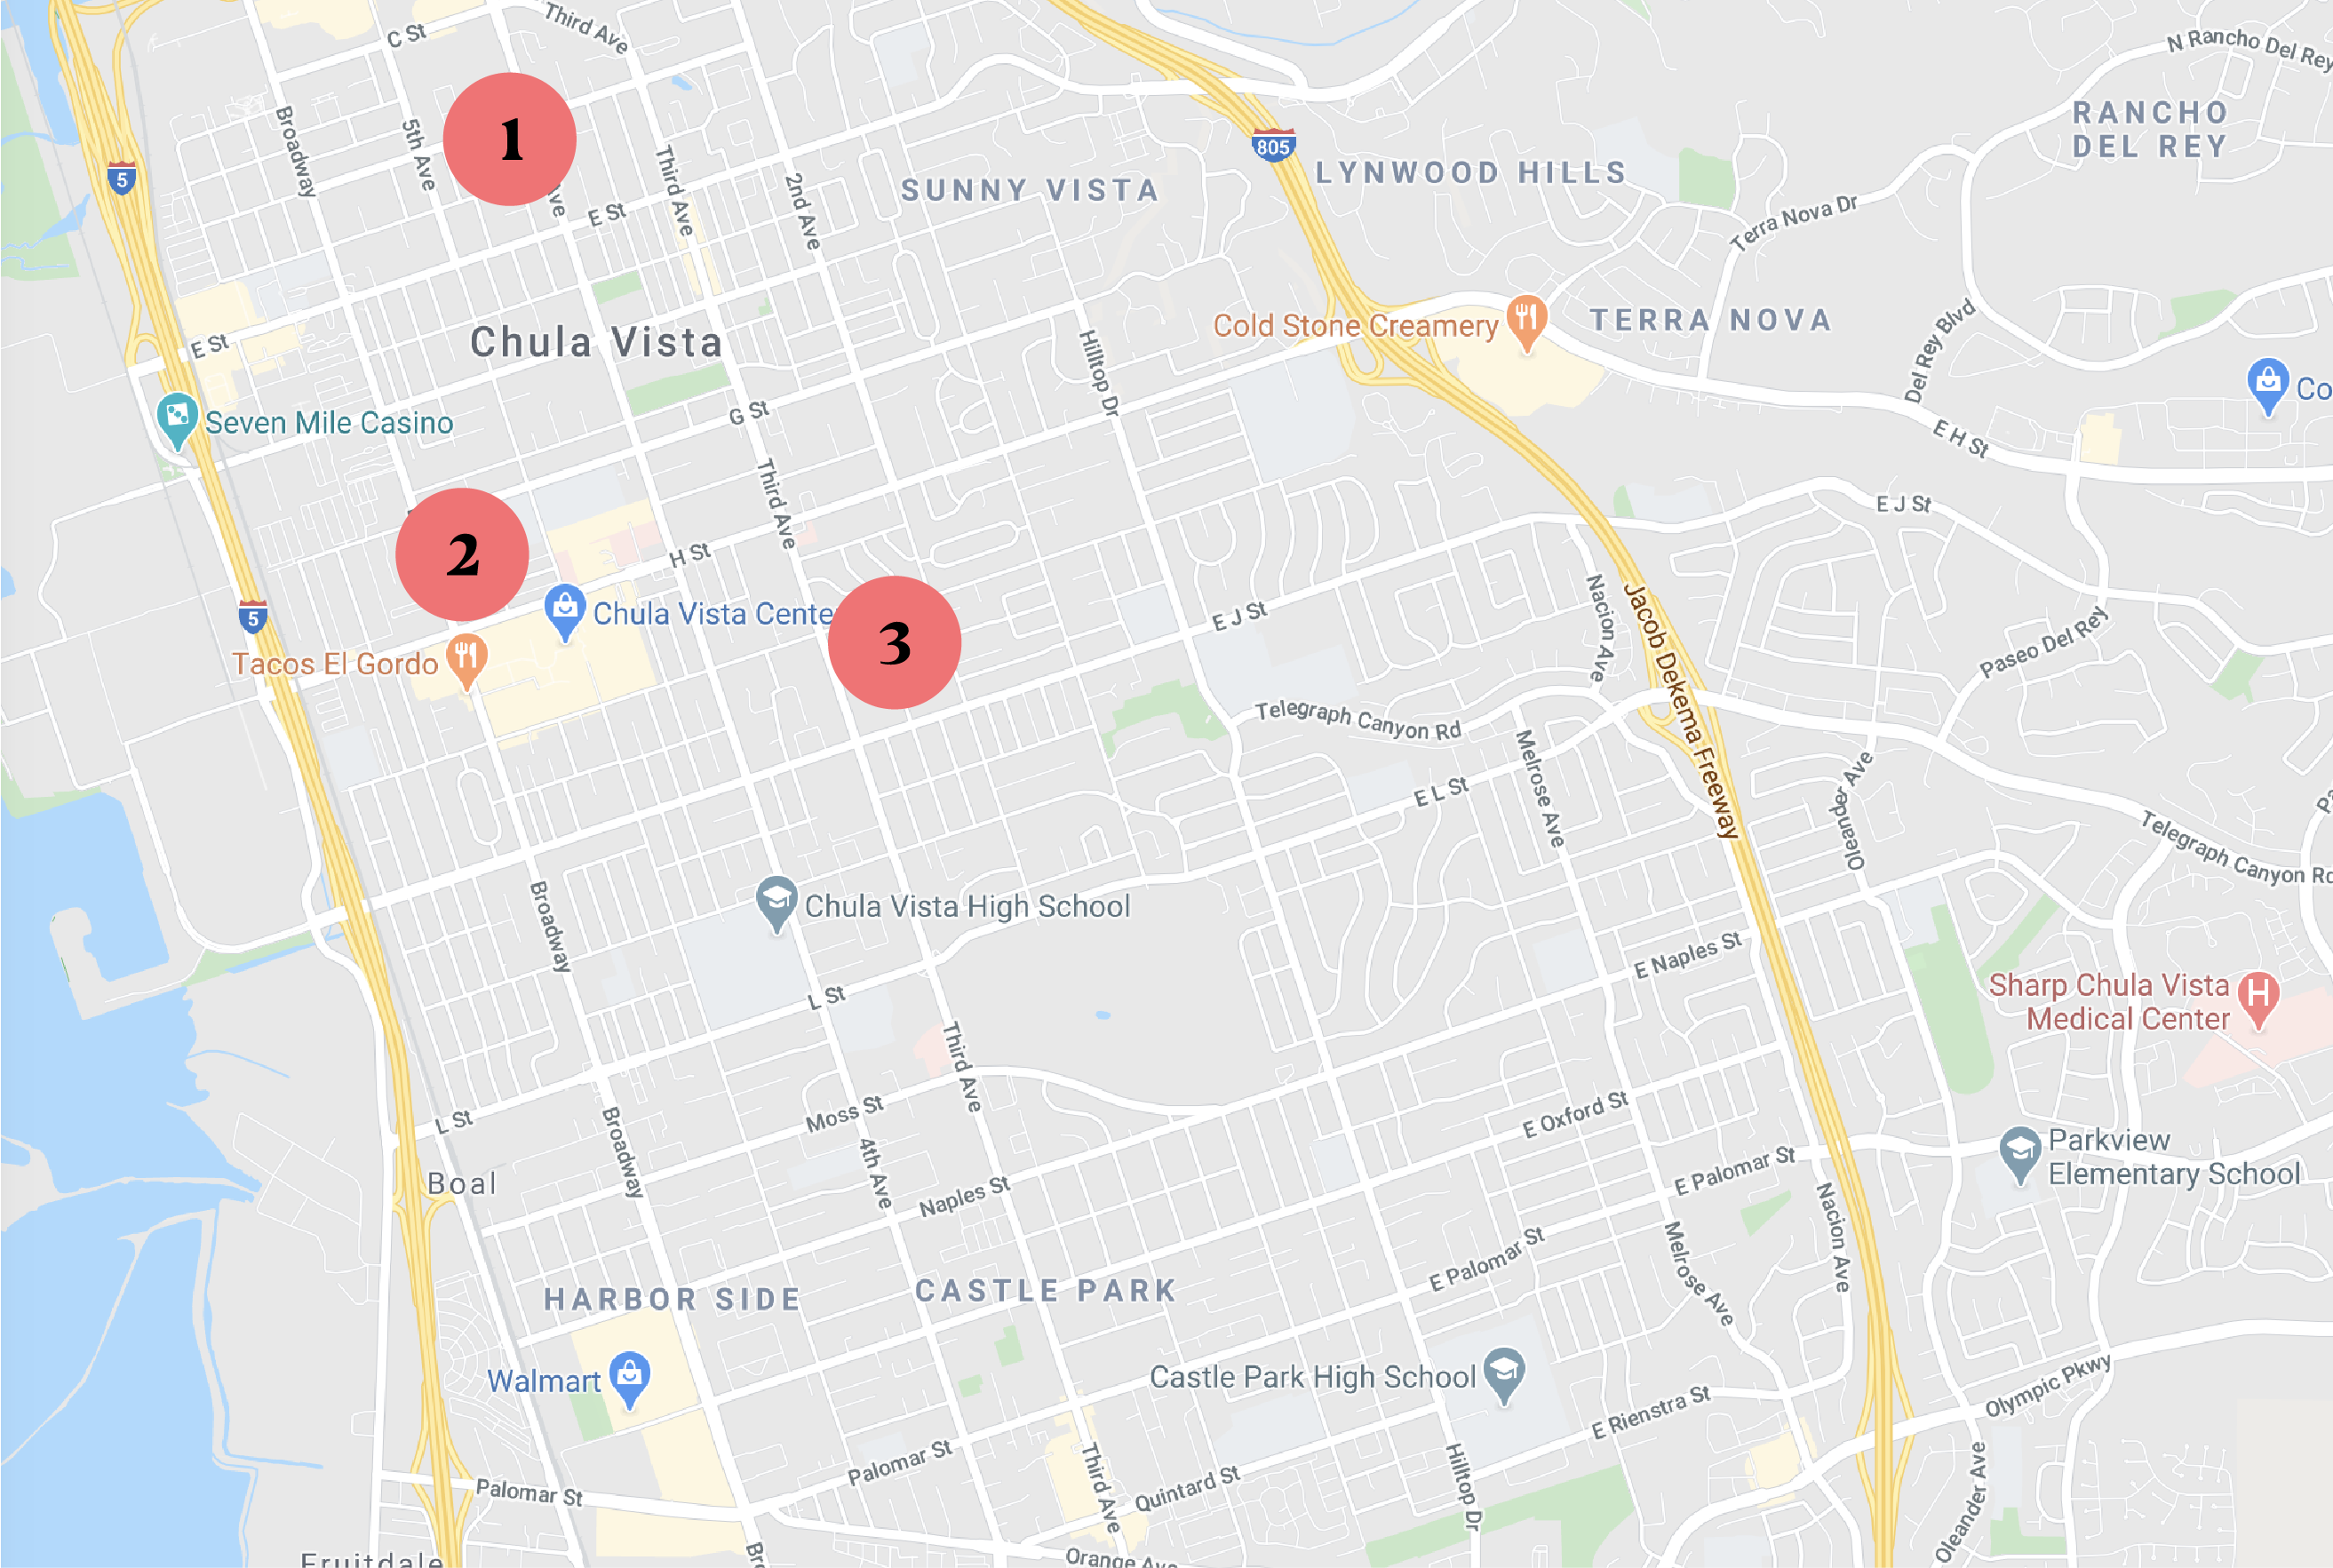 C St
Third Ave
N Rancho Del Rey
Broadway
5th Ave
1
RANCHO
DEL REY
805
5
Third Ave
LYNWOOD HILLS
SUNNY VISTA
2nd Ave
ve
E St
Terra Nova Dr
Cold Stone Creamery
TERRA NOVA
Chula Vista
E St
Hilltop Dr
Del Rey Blvd
Co
Seven Mile Casino
G St
E H St
Third Ave
E J St
2
H St
5
Chula Vista Cente
3
E J St
Nacion Ave
Jacob Dekema Freeway
Paseo Del Rey
Tacos El Gordo
Telegraph Canyon Rd
Melrose Ave
E L St
Oleander Ave
Pa
Telegraph Canyon Rd
Broadway
Chula Vista High School
E Naples St
L St
Sharp Chula Vista
Medical Center
Third Ave
Moss St
L St
Broadway
E Oxford St
4th Ave
Boal
E Palomar St
Parkview
Elementary School
Naples St
Nacion Ave
Melrose Ave
E Palomar St
HARBOR SIDE
CASTLE PARK
Walmart
Castle Park High School
E Rienstra St
Olympic Pkwy
Palomar St
Third Ave
Quintard St
Hilltop Dr
Palomar St
Oleander Ave
Bro
Orange Ave
Fruitdale